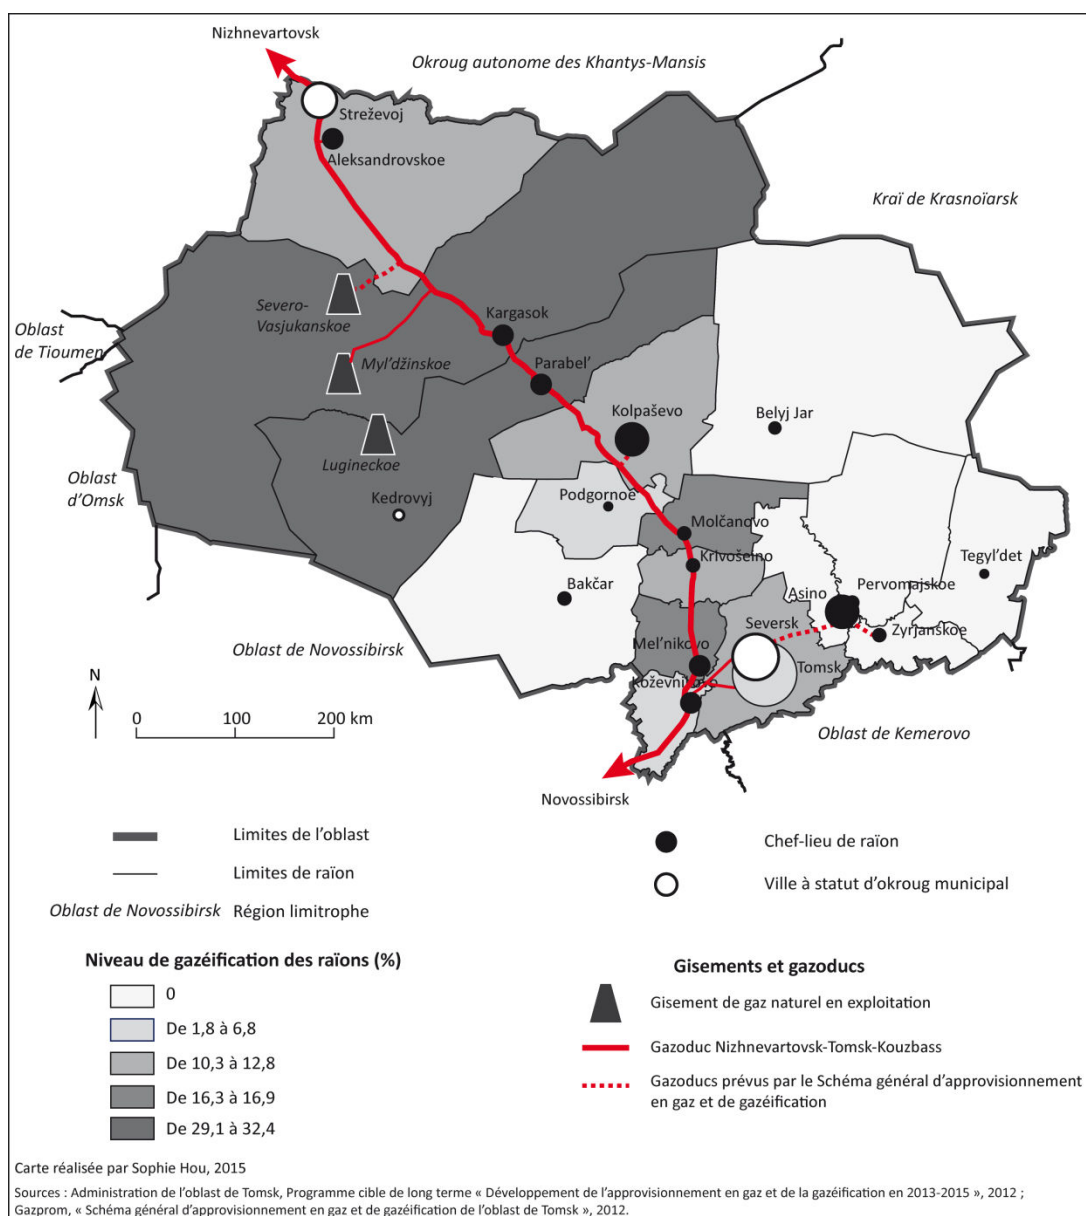 Nizhnevartovsk
Okroug autonome des Khantys-Mansis
Streževoj
Aleksandrovskoe
Kraï de Krasnoïarsk
Severo-
Vasjukanskoe
Oblast
de Tioumen
Kargasok
Myl'džinskoe
Parabel'
Kolpaševo
Belyj Jar
Lugineckoe
Oblast
d'Omsk
Kedrovyj
Podgornoe
Molčanovo
Krivošeino
Tegyl'det
Bakčar
Asino
Pervomajskoe
Seversk
Zyrjanskoe
Oblast de Novossibirsk
Mel'nikovo
Tomsk
Koževnikovo
N
0 100 200 km
Oblast de Kemerovo
Novossibirsk
Limites de l'oblast
Limites de raïon
Oblast de Novossibirsk Région limitrophe
Chef-lieu de raïon
Ville à statut d'okroug municipal
Niveau de gazéification des raïons (%)
0
De 1,8 à 6,8
De 10,3 à 12,8
De 16,3 à 16,9
De 29,1 à 32,4
Gisements et gazoducs
Gisement de gaz naturel en exploitation
Gazoduc Nizhnevartovsk-Tomsk-Kouzbass
Gazoducs prévus par le Schéma général d'approvisionnement
en gaz et de gazéification
Carte réalisée par Sophie Hou, 2015
Sources : Administration de l'oblast de Tomsk, Programme cible de long terme « Développement de l'approvisionnement en gaz et de la gazéification en 2013-2015 », 2012 ;
Gazprom, « Schéma général d'approvisionnement en gaz et de gazéification de l'oblast de Tomsk », 2012.